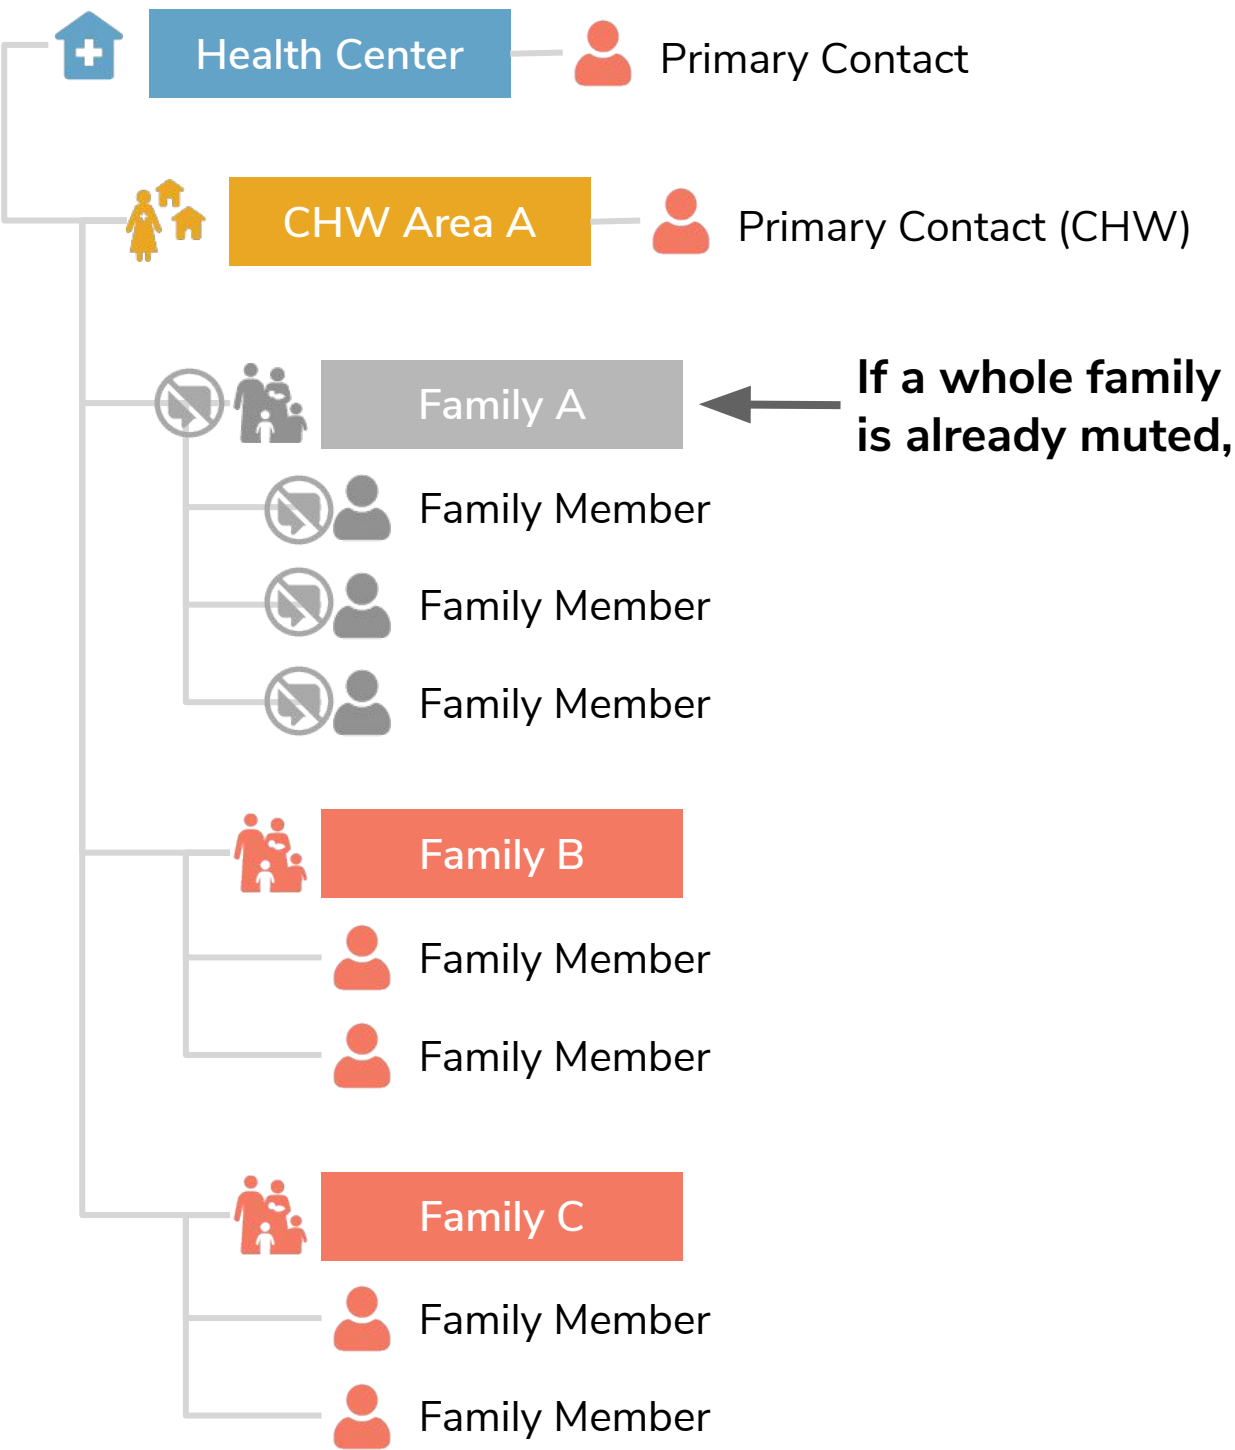 Health Center
Primary Contact
CHW Area A
Primary Contact (CHW)
Family A
If a whole family
is already muted,
Family Member
Family Member
Family Member
Family B
Family Member
Family Member
Family C
Family Member
Family Member